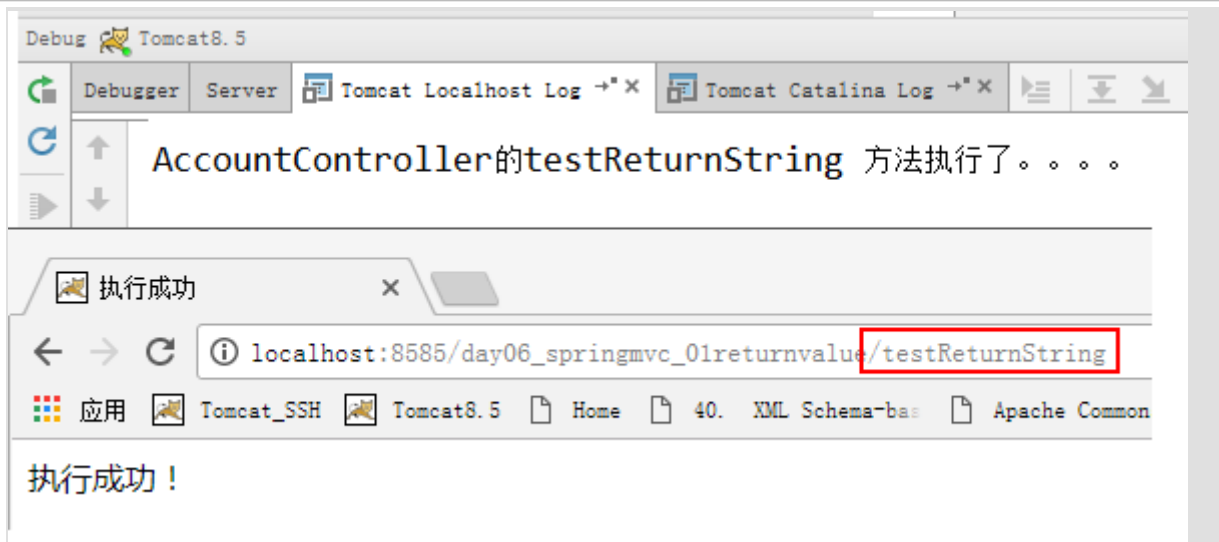 Debug Tomcat8.5
Debugger Server Tomcat Localhost Log Tomcat Catalina Log
AccountController的testReturnString 方法执行了。。。。
执行成功
localhost:8585/day06_springmvc_01returnvalue/testReturnString
应用 Tomcat_SSH Tomcat8.5 Home 40. XML Schema-bas Apache Common
执行成功！